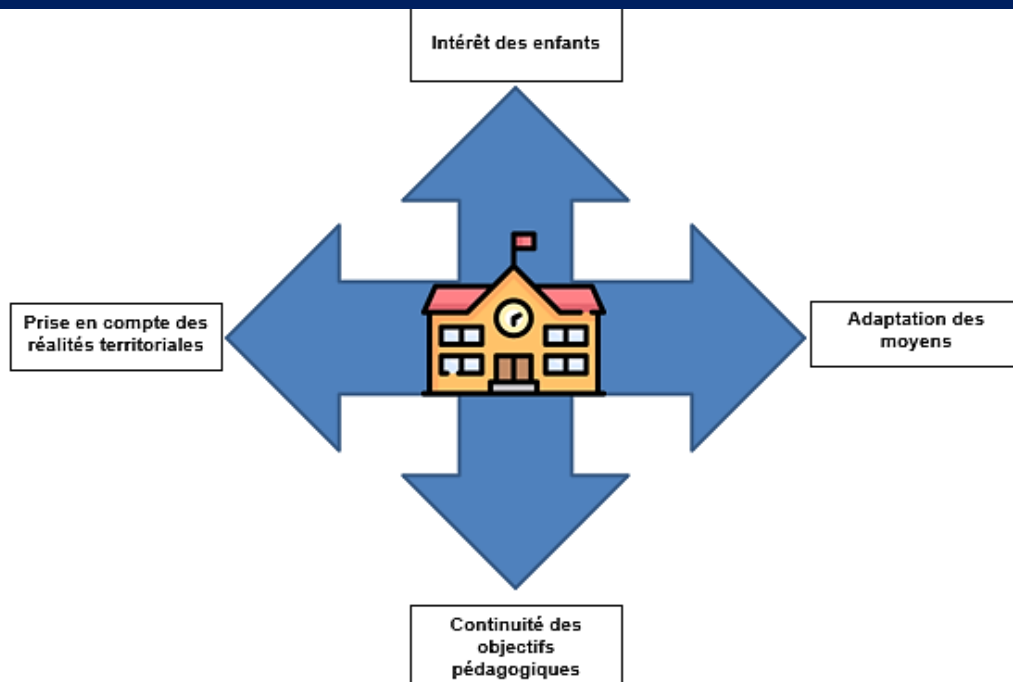 Intérêt des enfants
Prise en compte des
réalités territoriales
Adaptation des
moyens
Continuité des
objectifs
pédagogiques